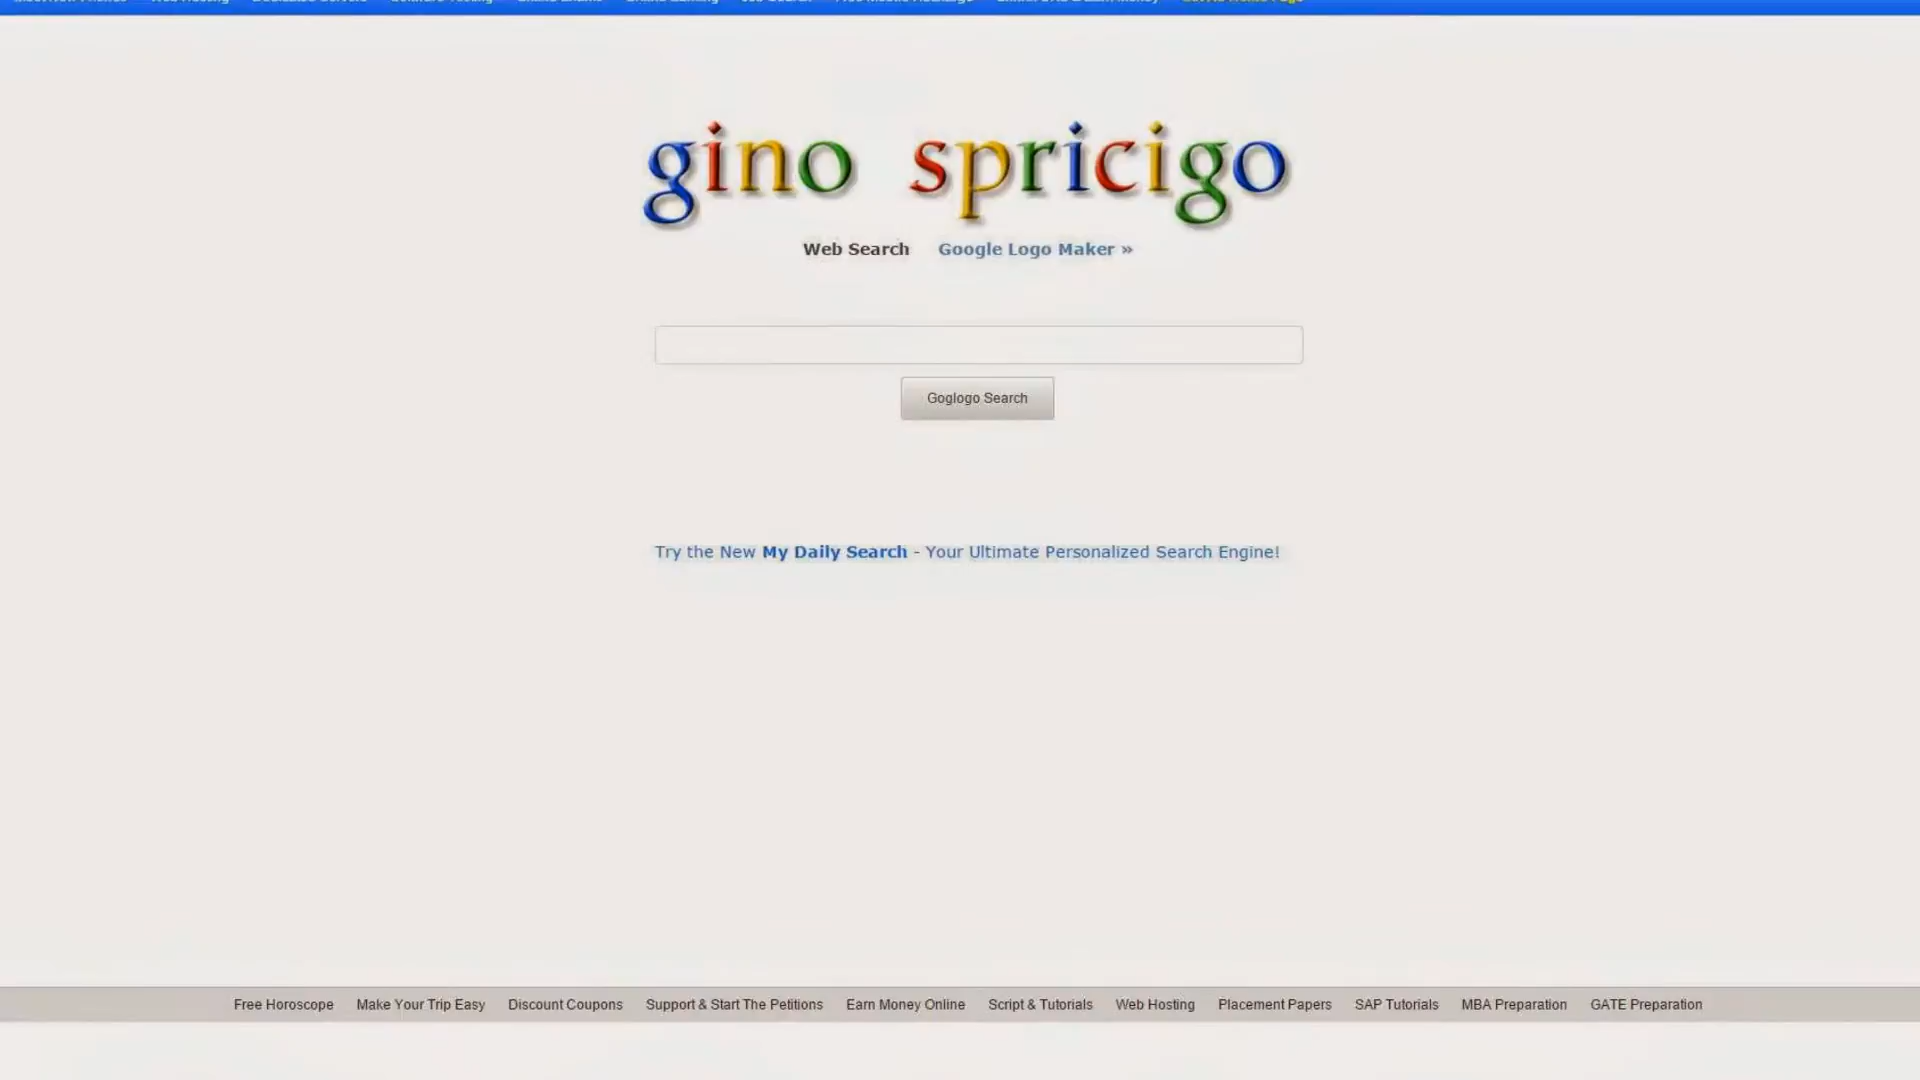 gino spricigo
Web Search Google Logo Maker »
Goglogo Search
Try the New My Daily Search - Your Ultimate Personalized Search Engine!
Free Horoscope Make Your Trip Easy Discount Coupons Support & Start The Petitions Earn Money Online Script & Tutorials Web Hosting Placement Papers SAP Tutorials MBA Preparation GATE Preparation